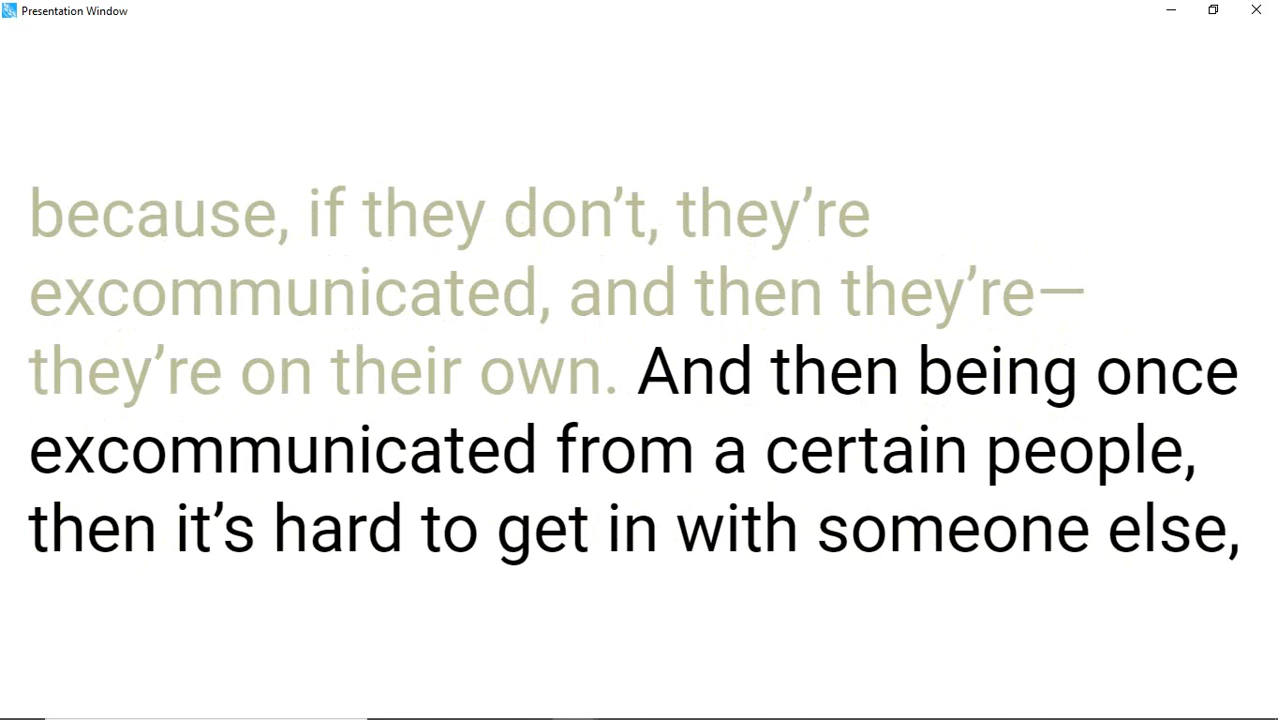 Presentation Window
because, if they don’t, they’re
excommunicated, and then they’re—
they’re on their own. And then being once
excommunicated from a certain people,
then it’s hard to get in with someone else,